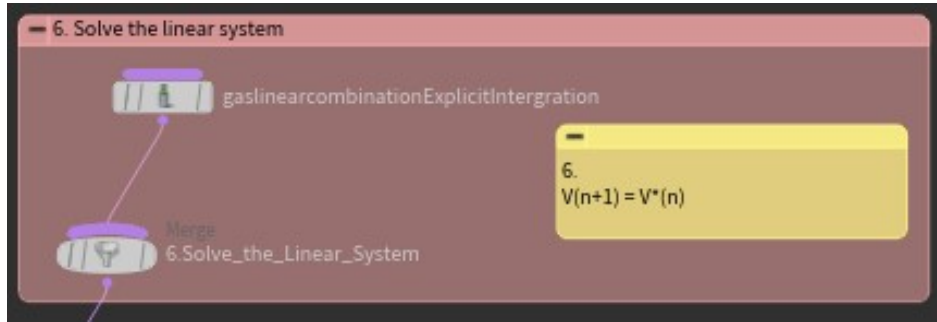 6. Solve the linear system
gaslinearcombinationExplicitIntergration
6.
V(n+1) = V*(n)
Merge
6.Solve_the_Linear_System